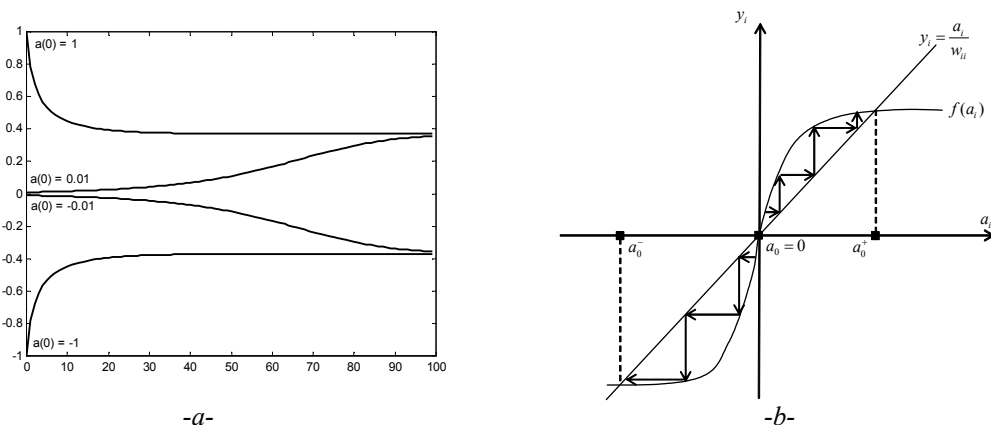 1
0.8
0.6
0.4
0.2
0
-0.2
-0.4
-0.6
-0.8
-1
a(0) = 1
a(0) = 0.01
a(0) = -0.01
a(0) = -1
0 10 20 30 40 50 60 70 80 90 100
-a-
y_i
y_i = a_i / w_ii
f(a_i)
a_i
a_0^-
a_0 = 0
a_0^+
-b-